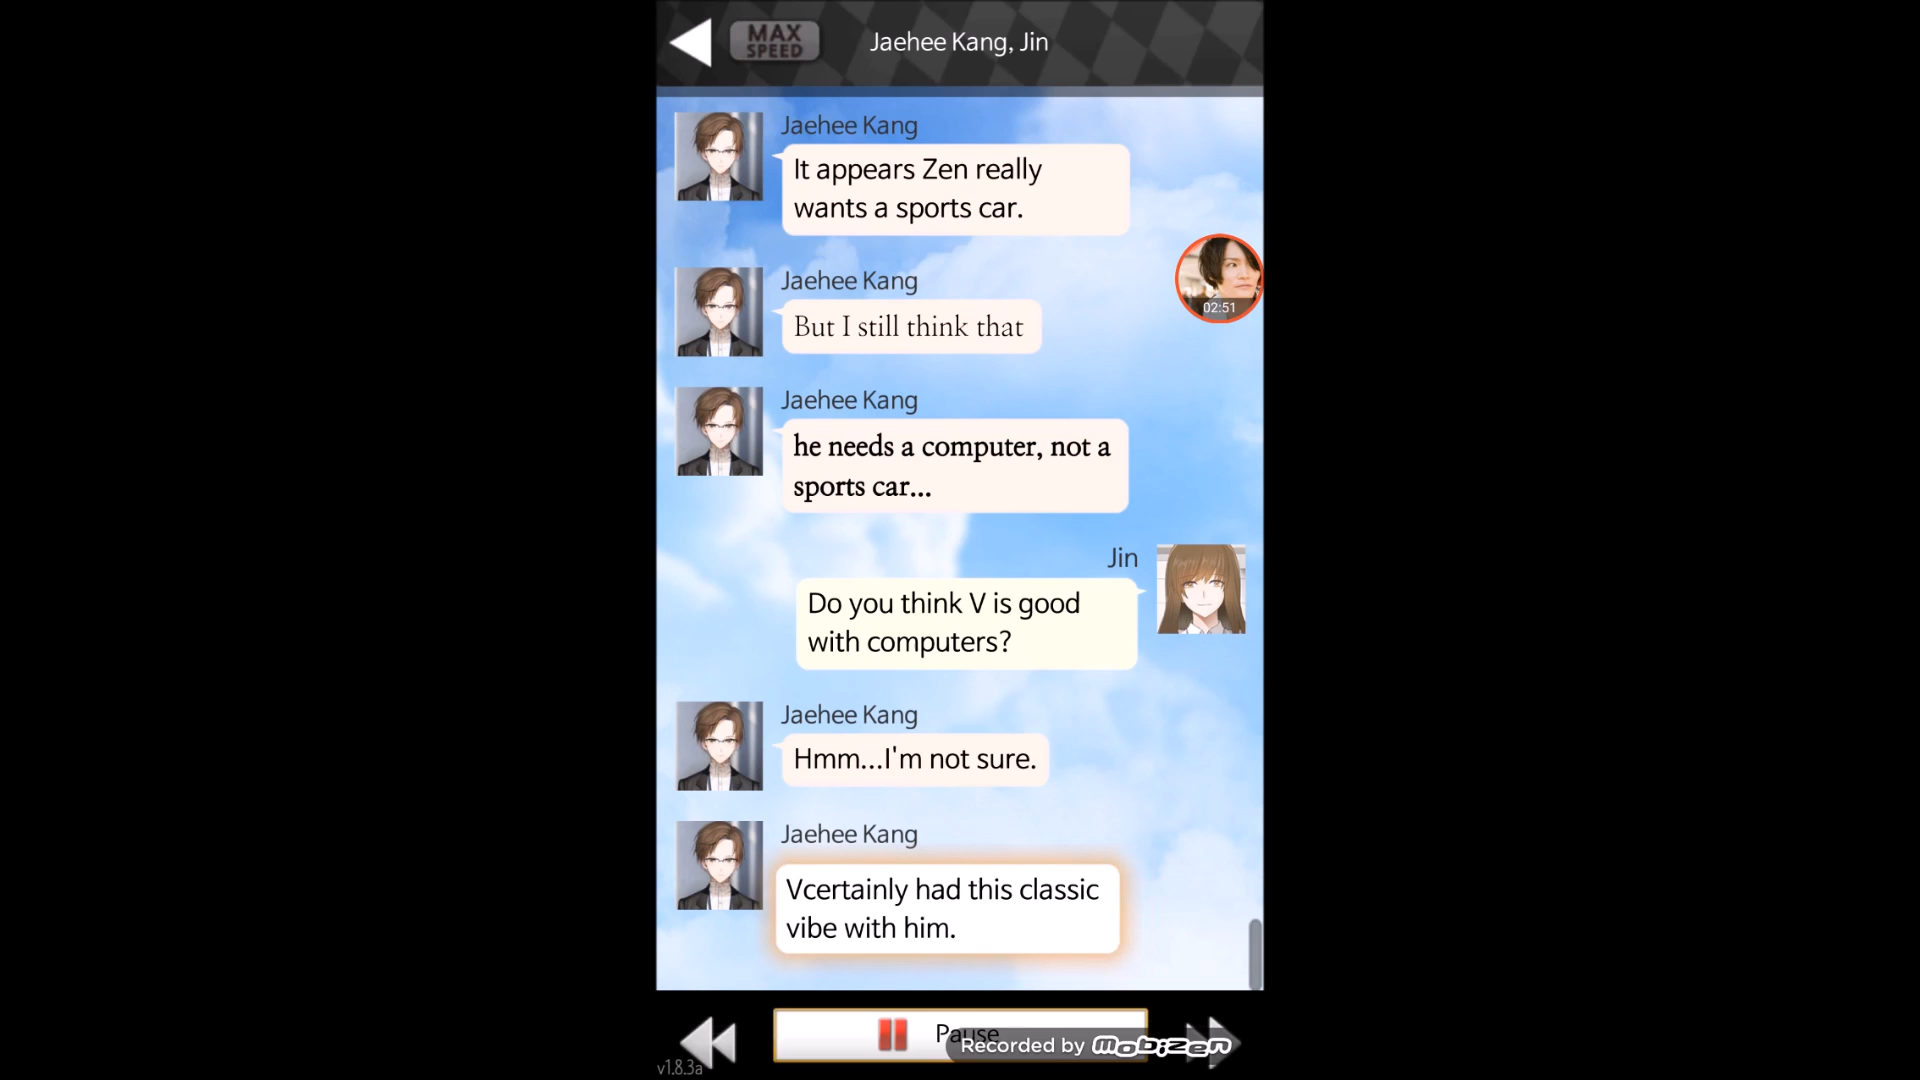 MAX
SPEED
Jaehee Kang, Jin
Jaehee Kang
It appears Zen really
wants a sports car.
02:51
Jaehee Kang
But I still think that
Jaehee Kang
he needs a computer, not a
sports car...
Jin
Do you think V is good
with computers?
Jaehee Kang
Hmm...I'm not sure.
Jaehee Kang
Vcertainly had this classic
vibe with him.
Pause
Recorded by Mobizen
v1.8.3a